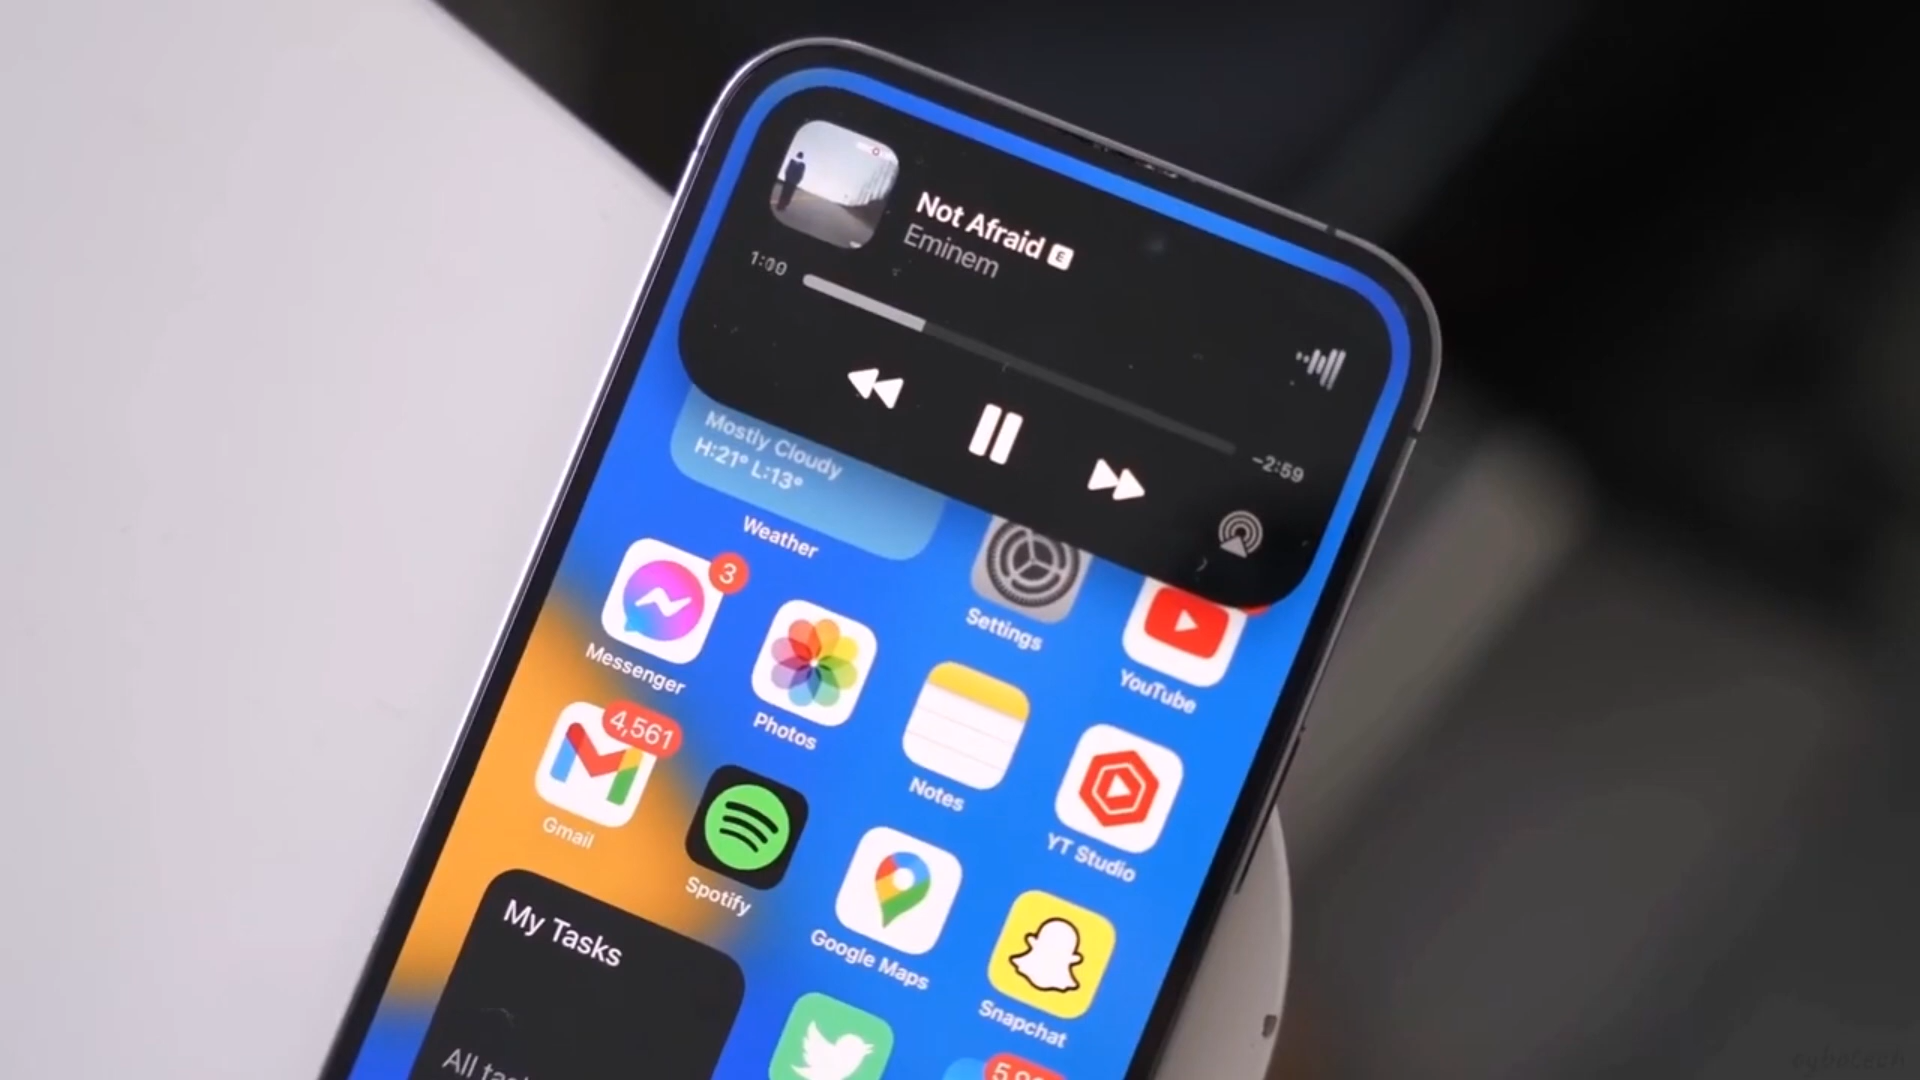 Not Afraid E
Eminem
1:00
-2:59
Mostly Cloudy
H:21° L:13°
Weather
Settings
YouTube
3
Messenger
Photos
Notes
YT Studio
4,561
Gmail
Spotify
Google Maps
Snapchat
My Tasks
All